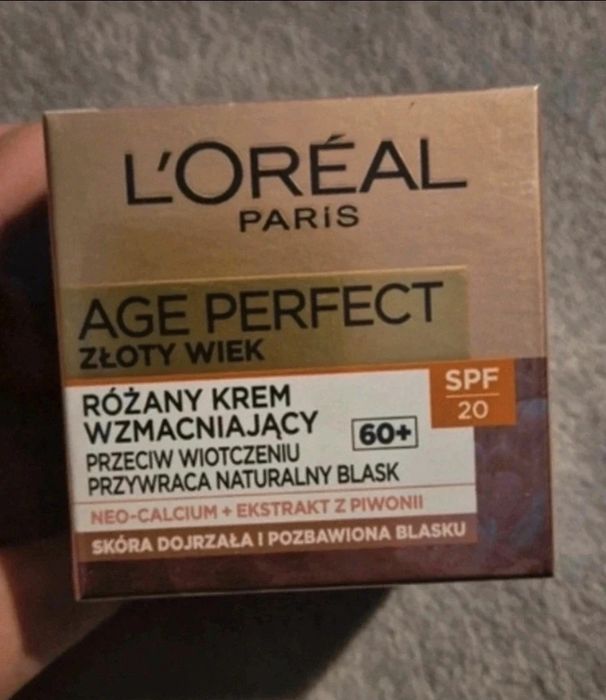 L'ORÉAL
PARIS
AGE PERFECT
ZŁOTY WIEK
SPF
20
RÓŻANY KREM
WZMACNIAJĄCY
60+
PRZECIW WIOTCZENIU
PRZYWRACA NATURALNY BLASK
NEO-CALCIUM + EKSTRAKT Z PIWONII
SKÓRA DOJRZAŁA I POZBAWIONA BLASKU